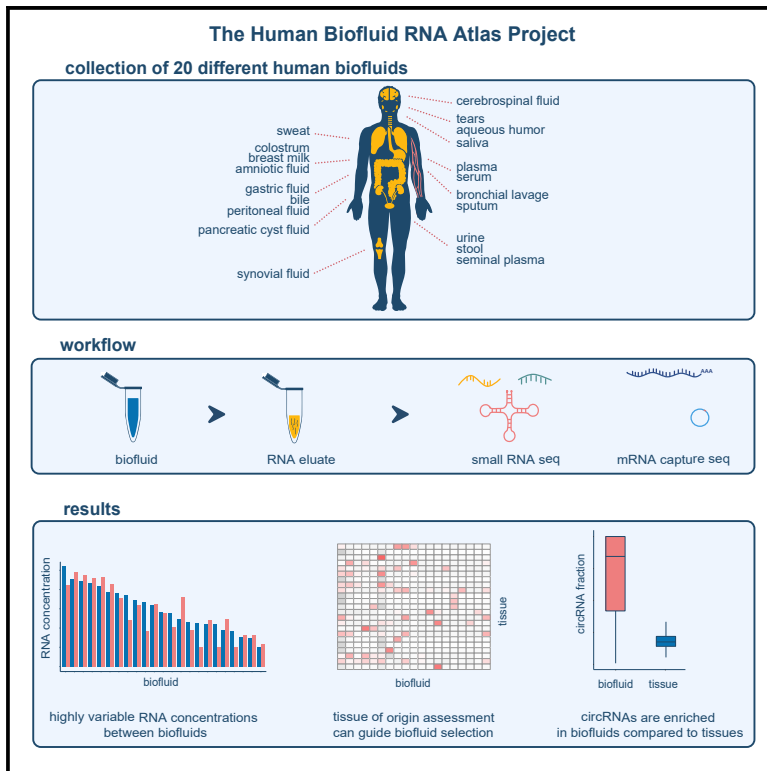 The Human Biofluid RNA Atlas Project
collection of 20 different human biofluids
sweat
colostrum
breast milk
amniotic fluid
gastric fluid
bile
peritoneal fluid
pancreatic cyst fluid
synovial fluid
cerebrospinal fluid
tears
aqueous humor
saliva
plasma
serum
bronchial lavage
sputum
urine
stool
seminal plasma
workflow
AAA
biofluid
RNA eluate
small RNA seq
mRNA capture seq
results
RNA concentration
biofluid
highly variable RNA concentrations
between biofluids
tissue
biofluid
tissue of origin assessment
can guide biofluid selection
circRNA fraction
biofluid
tissue
circRNAs are enriched
in biofluids compared to tissues